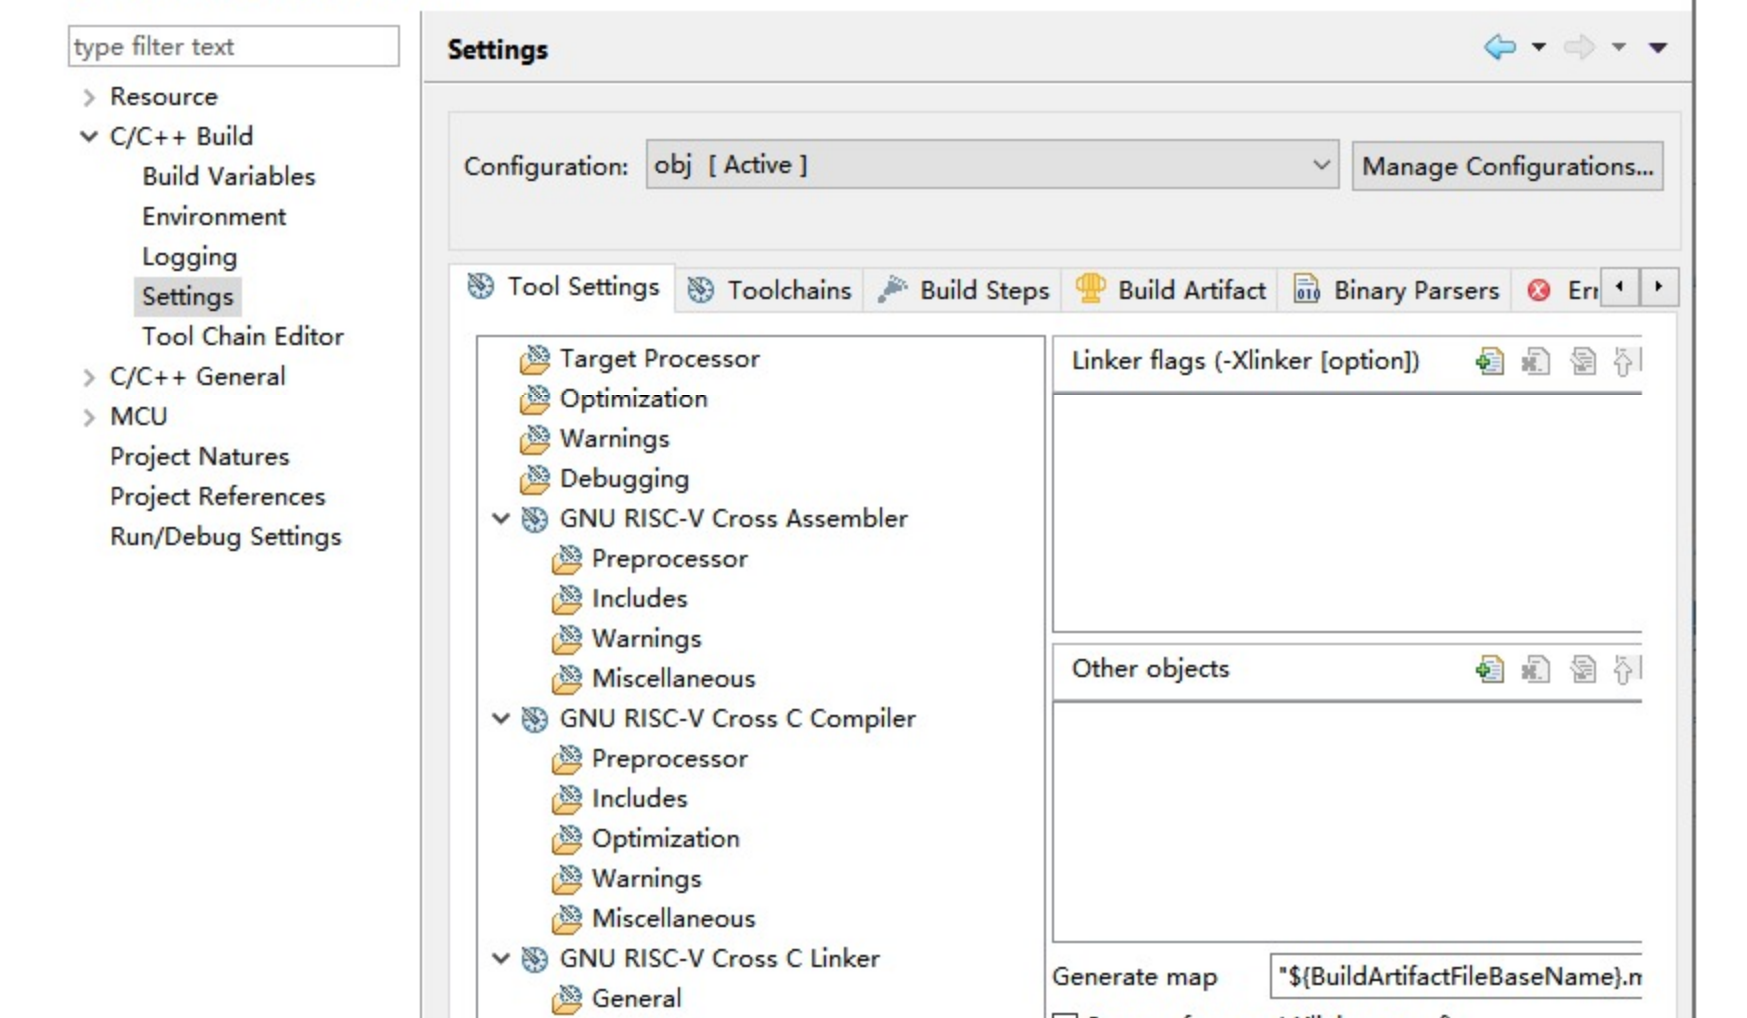 type filter text
Resource
C/C++ Build
Build Variables
Environment
Logging
Settings
Tool Chain Editor
C/C++ General
MCU
Project Natures
Project References
Run/Debug Settings
Settings
Configuration: obj [ Active ] Manage Configurations...
Tool Settings Toolchains Build Steps Build Artifact Binary Parsers Err
Target Processor
Optimization
Warnings
Debugging
GNU RISC-V Cross Assembler
Preprocessor
Includes
Warnings
Miscellaneous
GNU RISC-V Cross C Compiler
Preprocessor
Includes
Optimization
Warnings
Miscellaneous
GNU RISC-V Cross C Linker
General
Linker flags (-Xlinker [option])
Other objects
Generate map "${BuildArtifactFileBaseName}.m